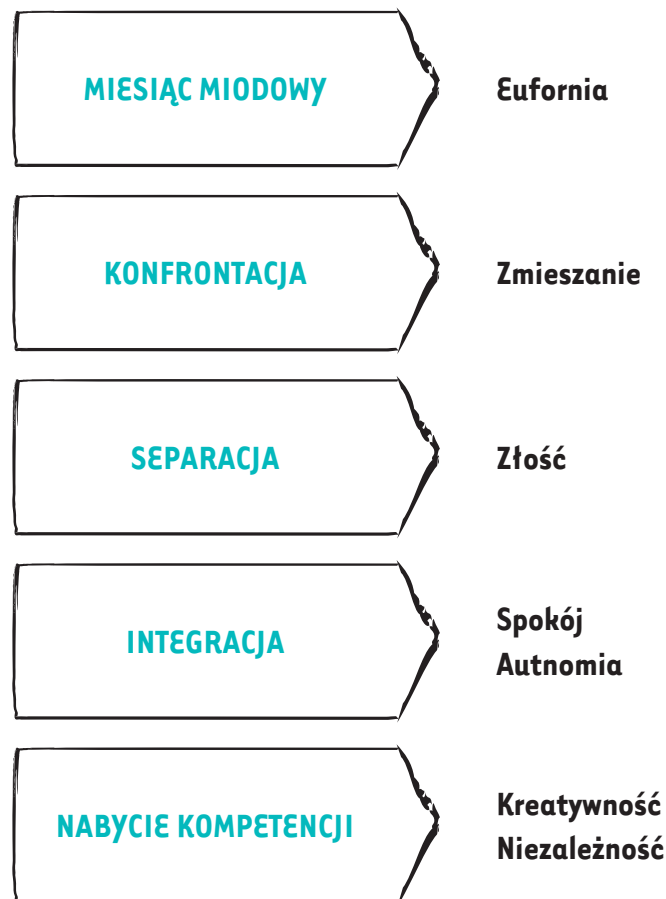 MIESIĄC MIODOWY
Eufornia
KONFRONTACJA
Zmieszanie
SEPARACJA
Złość
INTEGRACJA
Spokój
Autnomia
NABYCIE KOMPETENCJI
Kreatywność
Niezależność